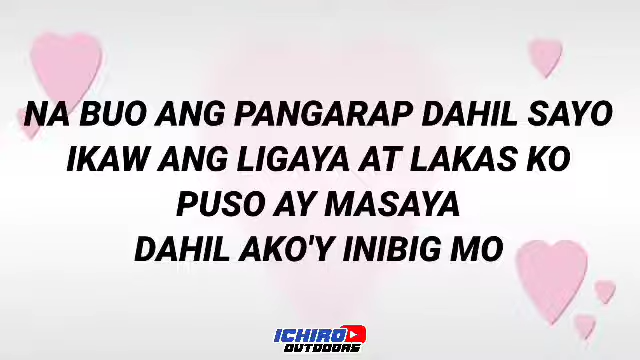 NA BUO ANG PANGARAP DAHIL SAYO
IKAW ANG LIGAYA AT LAKAS KO
PUSO AY MASAYA
DAHIL AKO'Y INIBIG MO
ICHIRO
OUTDOORS